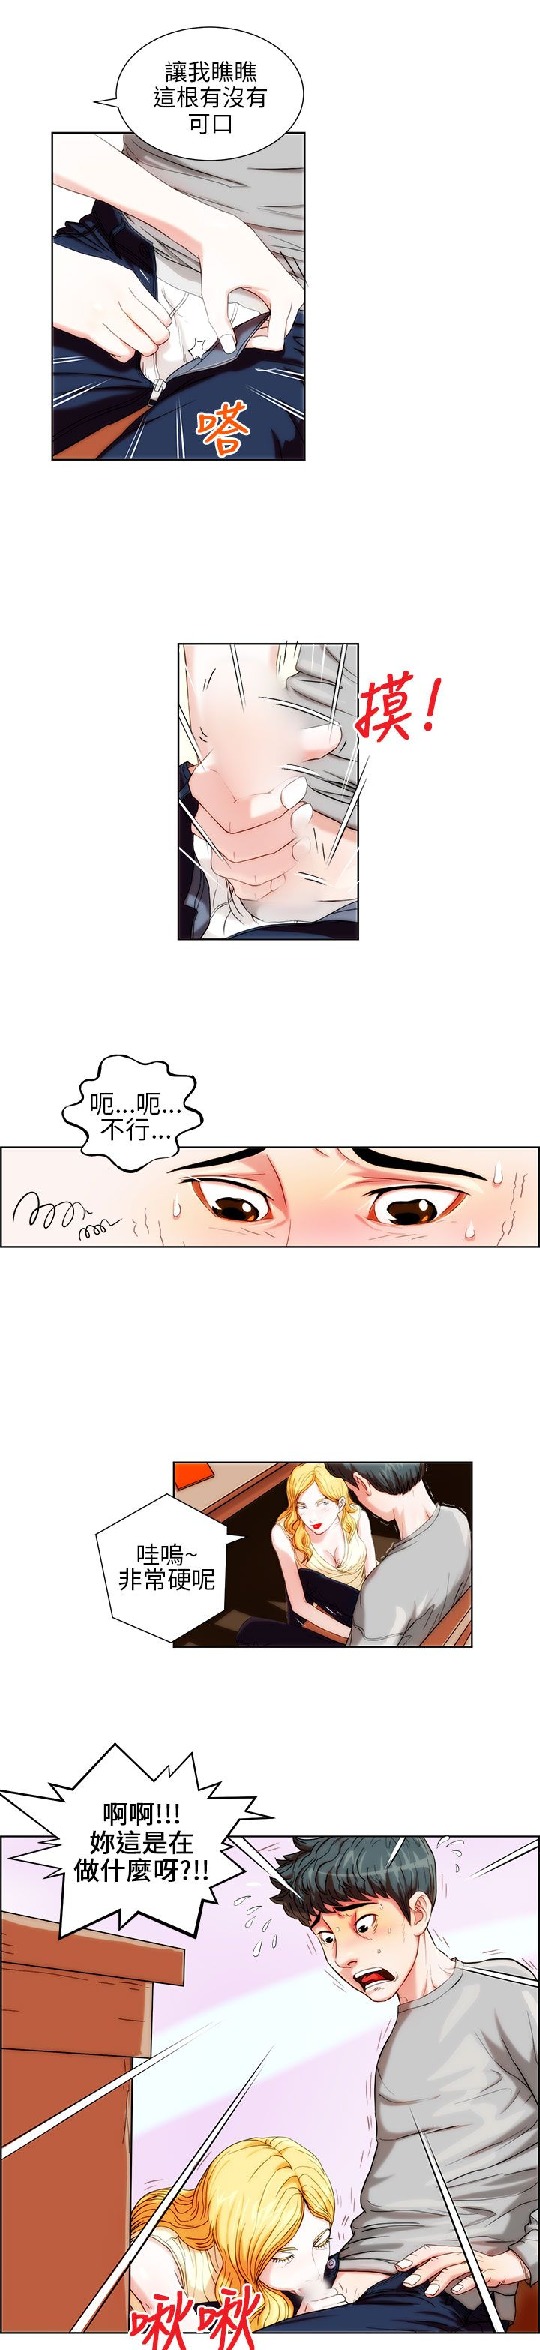 讓我瞧瞧
這根有沒有
可口
嗒
摸!
呃...呃...
不行...
哇嗚~
非常硬呢
啊啊!!!
妳這是在
做什麼呀?!!
啾啾